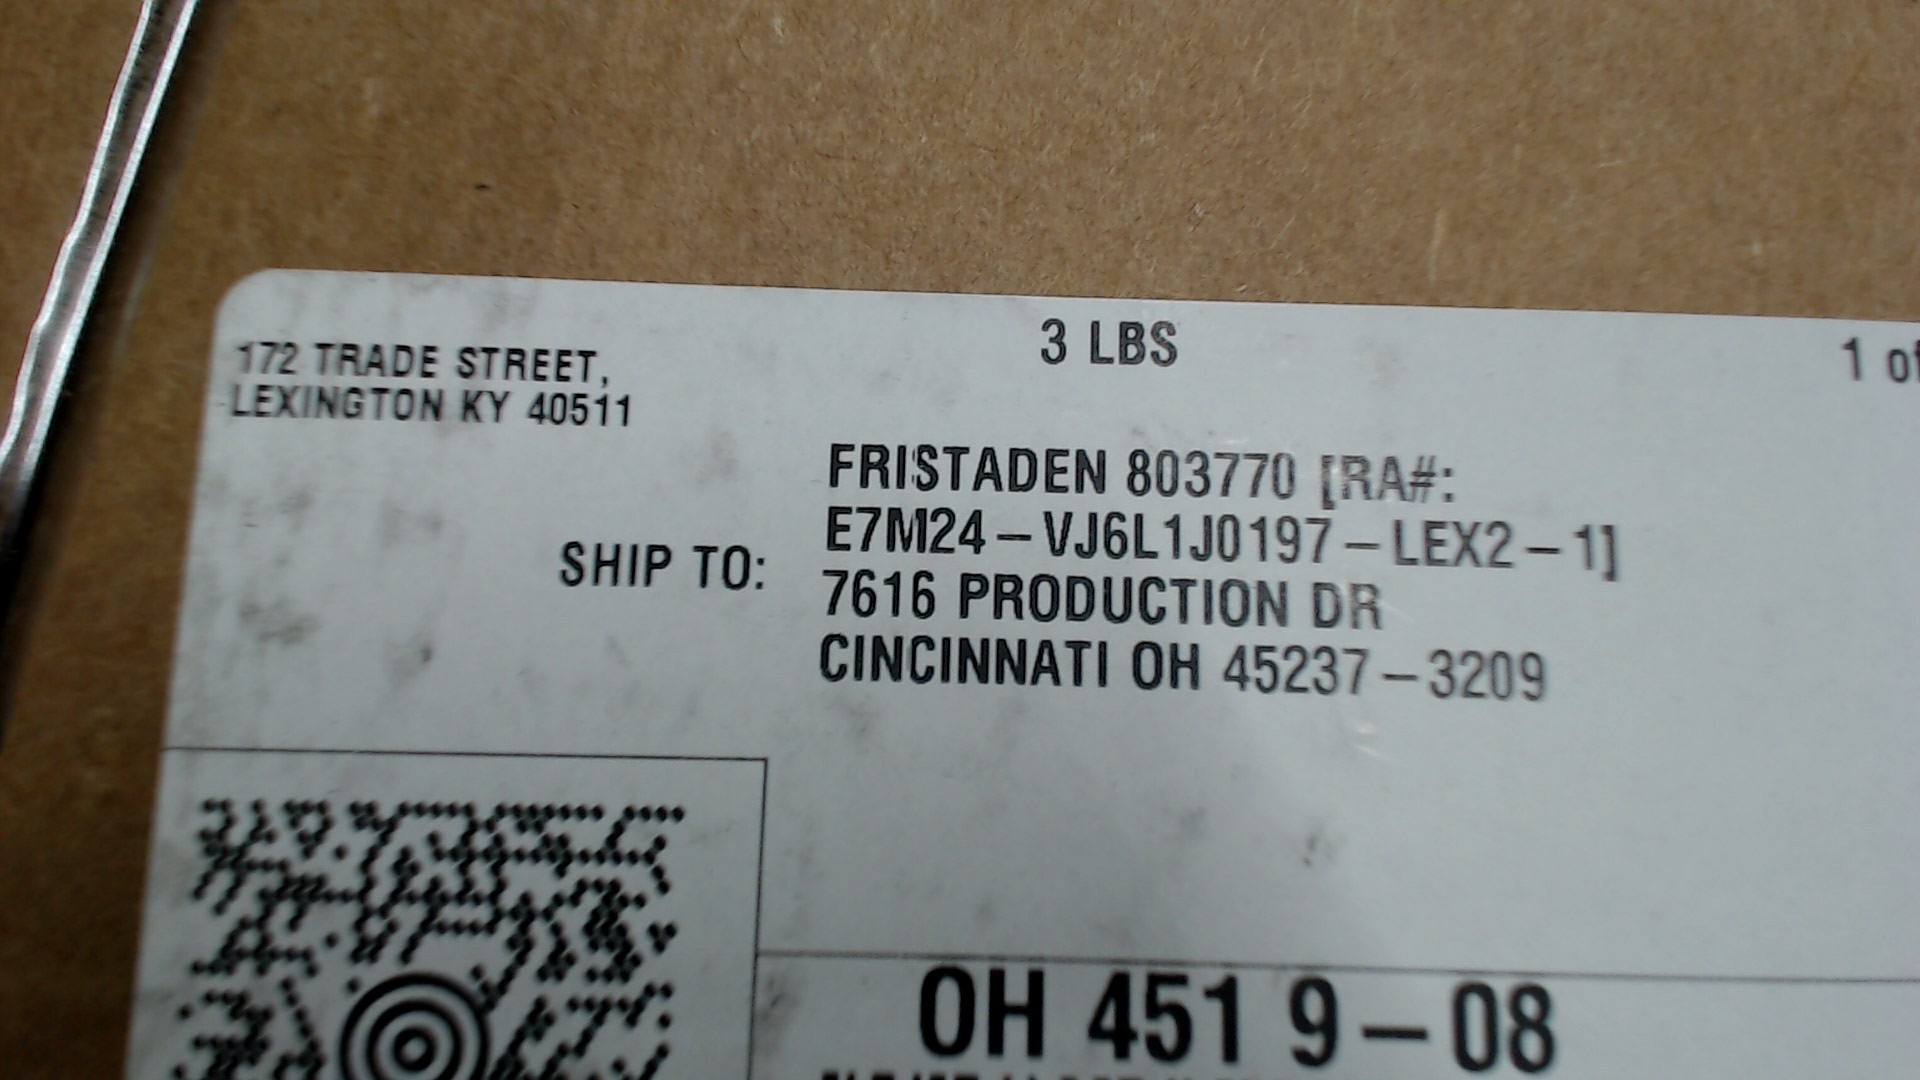 172 TRADE STREET,
LEXINGTON KY 40511
3 LBS
1 of
FRISTADEN 803770 [RA#:
E7M24-VJ6L1J0197-LEX2-1]
SHIP TO:
7616 PRODUCTION DR
CINCINNATI OH 45237-3209
OH 451 9-08